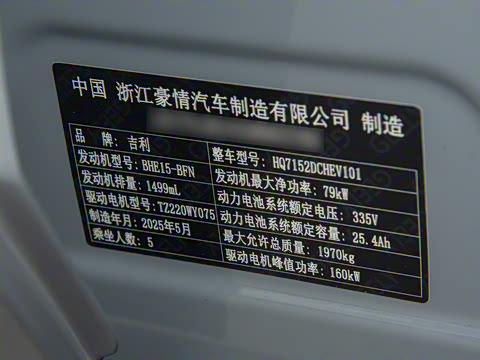 中国 浙江豪情汽车制造有限公司 制造
品 牌: 吉利
整车型号: HQ7152DCHEV101
发动机型号: BHE15-BFN
发动机最大净功率: 79kW
发动机排量: 1499mL
动力电池系统额定电压: 335V
驱动电机型号: TZ220WY075
动力电池系统额定容量: 25.4Ah
制造年月: 2025年5月
最大允许总质量: 1970kg
乘坐人数: 5
驱动电机峰值功率: 160kW